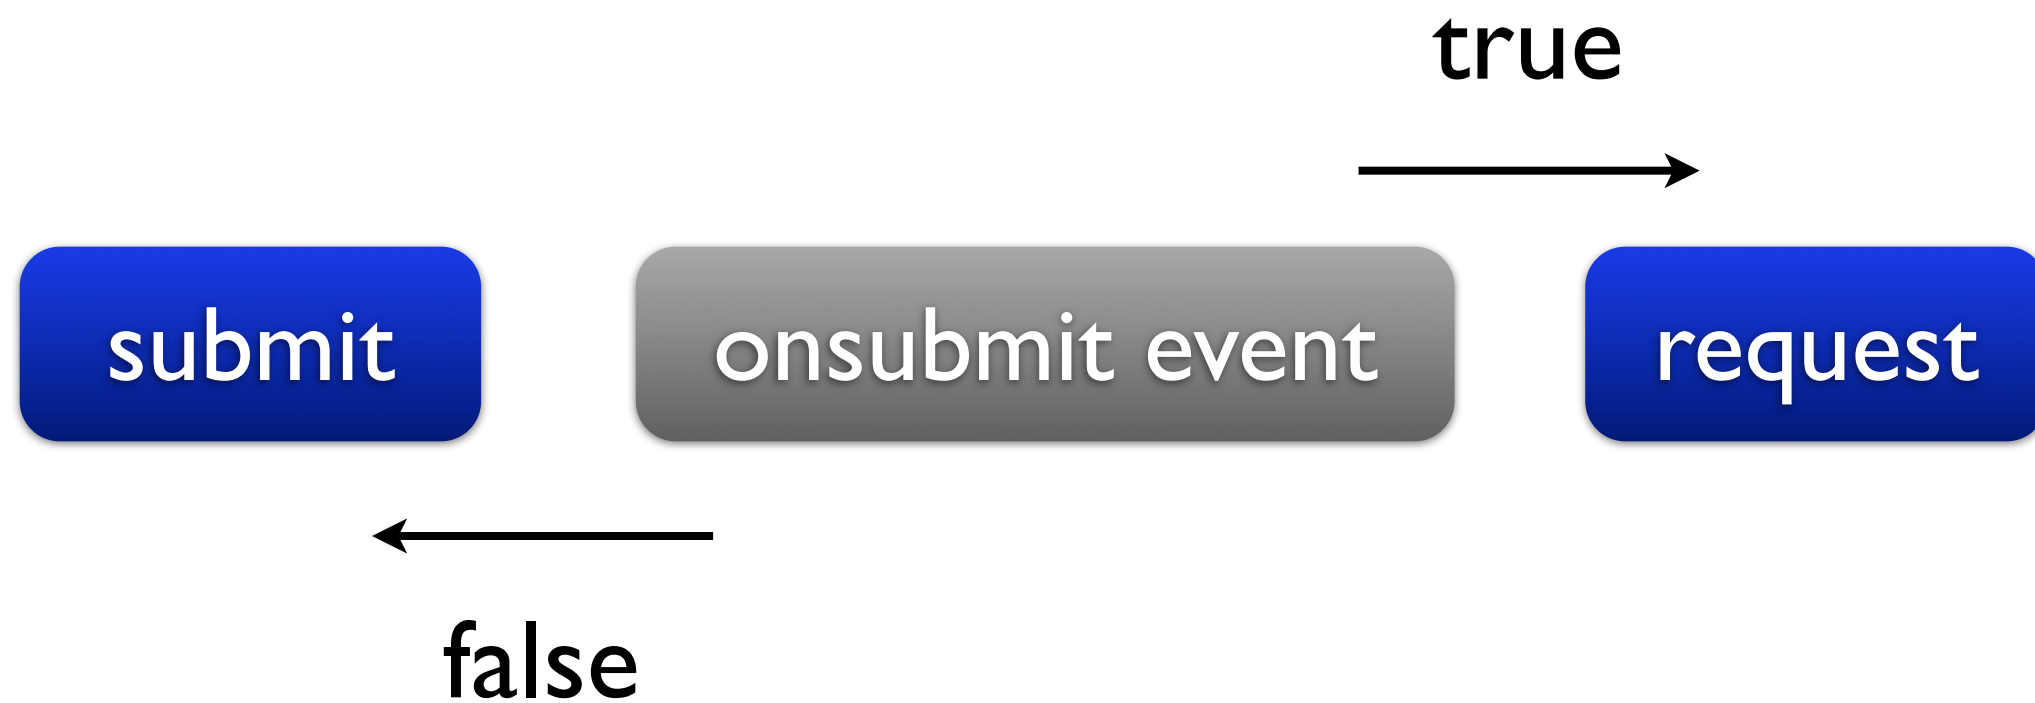 true
submit
onsubmit event
request
false